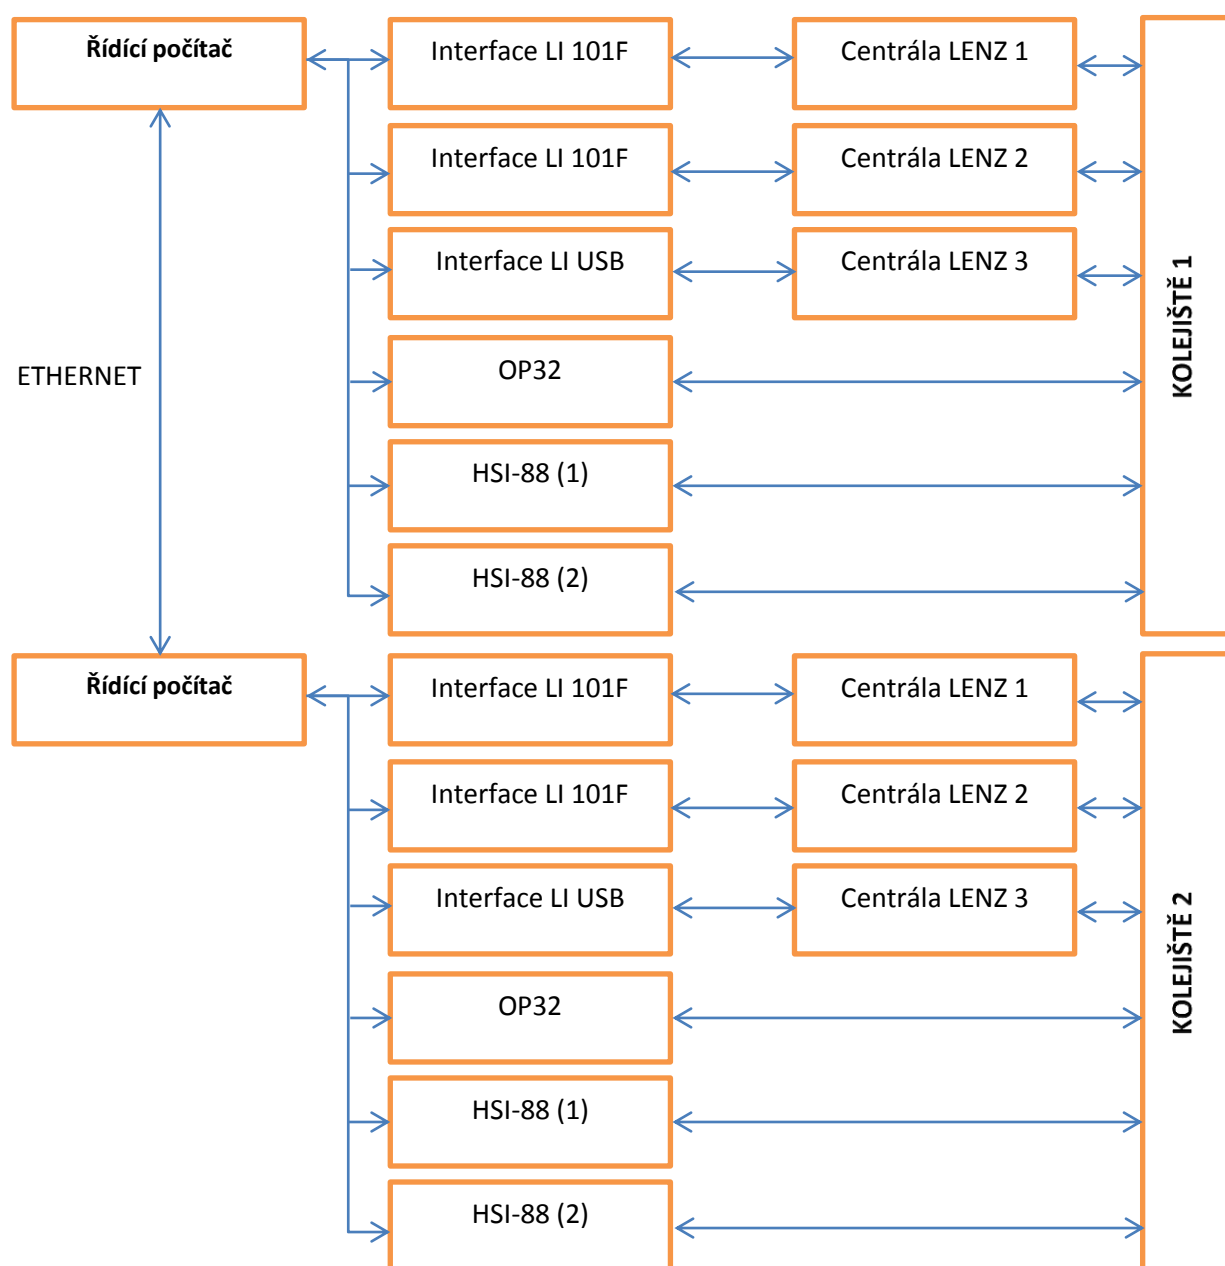 Řídící počítač
Interface LI 101F
Centrála LENZ 1
Interface LI 101F
Centrála LENZ 2
Interface LI USB
Centrála LENZ 3
KOLEJIŠTĚ 1
OP32
ETHERNET
HSI-88 (1)
HSI-88 (2)
Řídící počítač
Interface LI 101F
Centrála LENZ 1
Interface LI 101F
Centrála LENZ 2
Interface LI USB
Centrála LENZ 3
KOLEJIŠTĚ 2
OP32
HSI-88 (1)
HSI-88 (2)